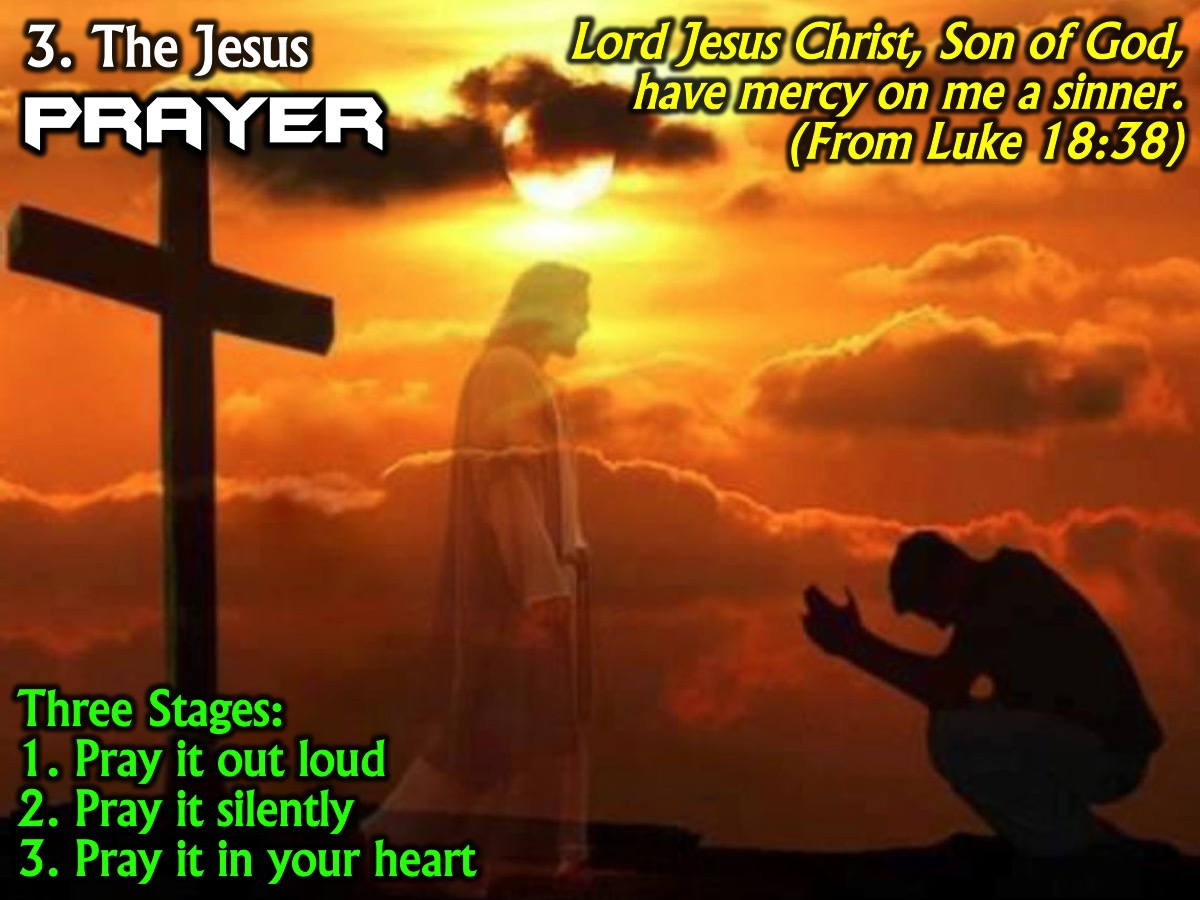 3. The Jesus
PRAYER
Lord Jesus Christ, Son of God,
have mercy on me a sinner.
(From Luke 18:38)
Three Stages:
1. Pray it out loud
2. Pray it silently
3. Pray it in your heart